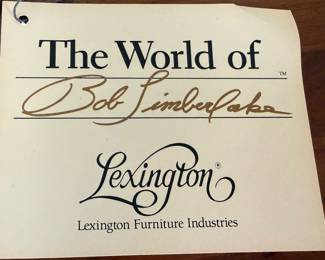 The World of
™
Bob Timberlake
Lexington®
Lexington Furniture Industries